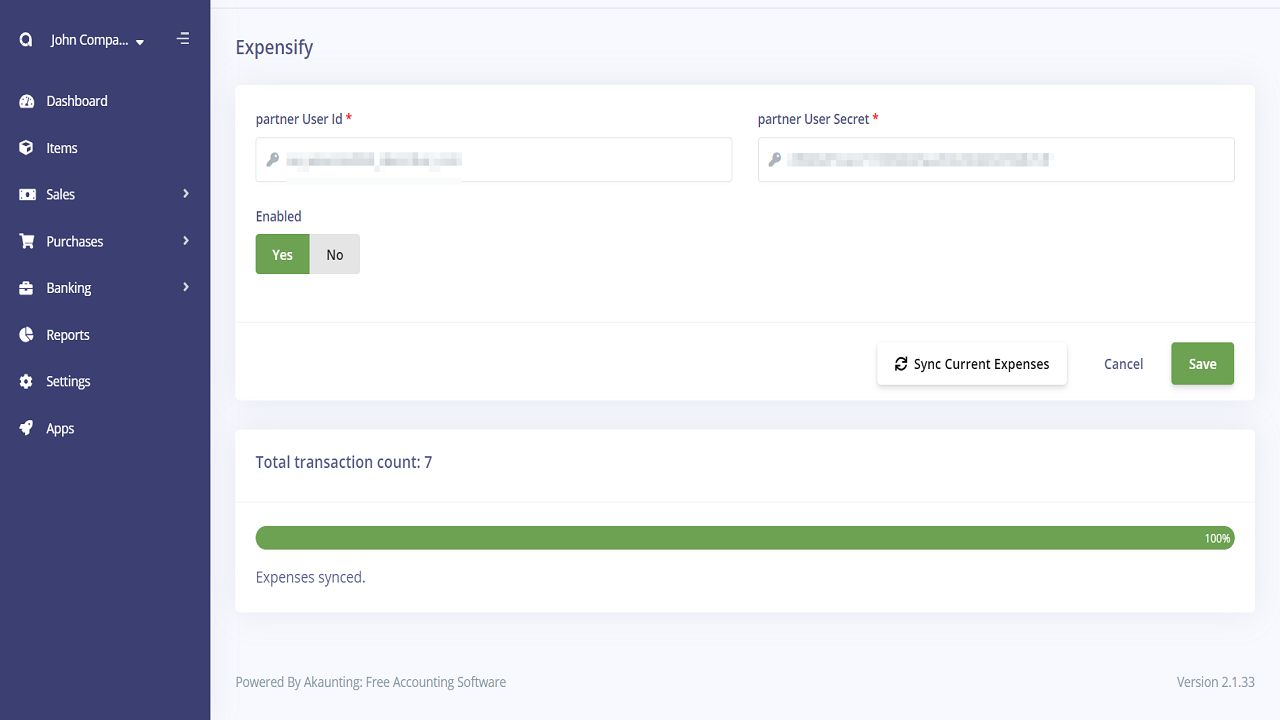 John Compa...
Dashboard
Items
Sales
Purchases
Banking
Reports
Settings
Apps
Expensify
partner User Id *
partner User Secret *
Enabled
Yes No
Sync Current Expenses Cancel Save
Total transaction count: 7
100%
Expenses synced.
Powered By Akaunting: Free Accounting Software
Version 2.1.33